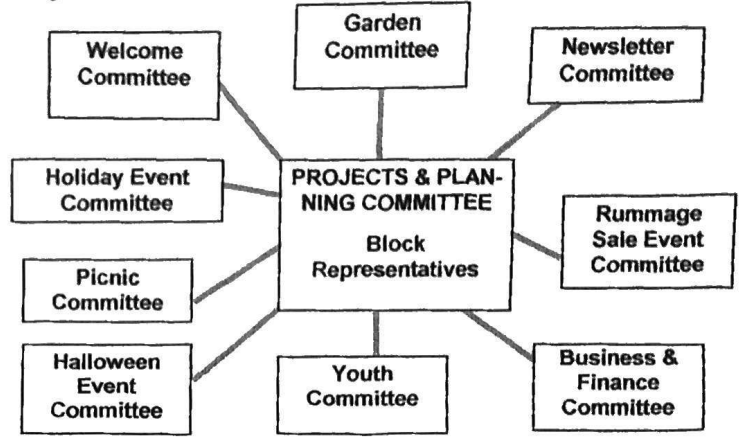 Garden
Committee
Welcome
Committee
Newsletter
Committee
Holiday Event
Committee
PROJECTS & PLAN-
NING COMMITTEE
Block
Representatives
Rummage
Sale Event
Committee
Picnic
Committee
Halloween
Event
Committee
Youth
Committee
Business &
Finance
Committee